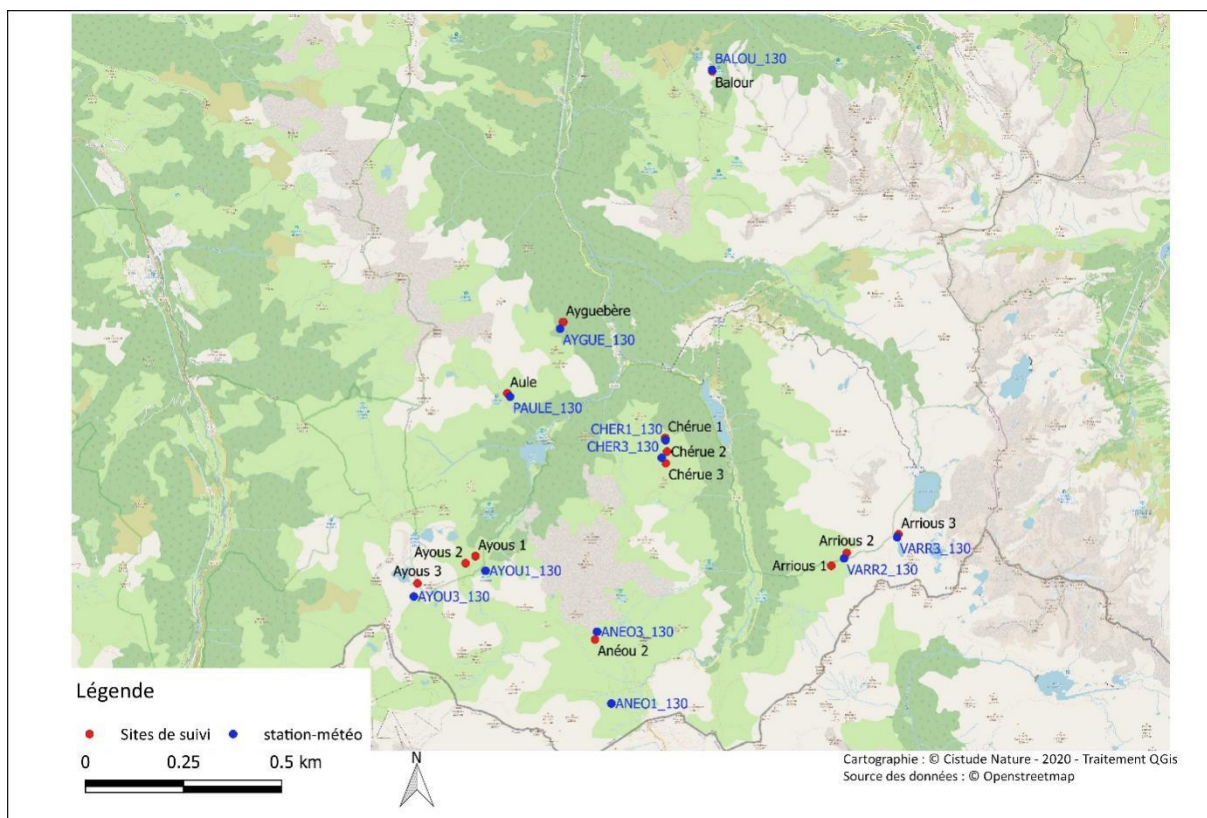 BALOU_130
Balour
Ayguebère
AYGUE_130
Aule
PAULE_130
CHER1_130 Chérue 1
CHER3_130 Chérue 2
Chérue 3
Arrious 3
VARR3_130
Arrious 2
Arrious 1 VARR2_130
Ayous 1
Ayous 2
AYOU1_130
Ayous 3
AYOU3_130
ANEO3_130
Anéou 2
ANEO1_130
Légende
Sites de suivi station-météo
0 0.25 0.5 km
N
Cartographie : © Cistude Nature - 2020 - Traitement QGis
Source des données : © Openstreetmap